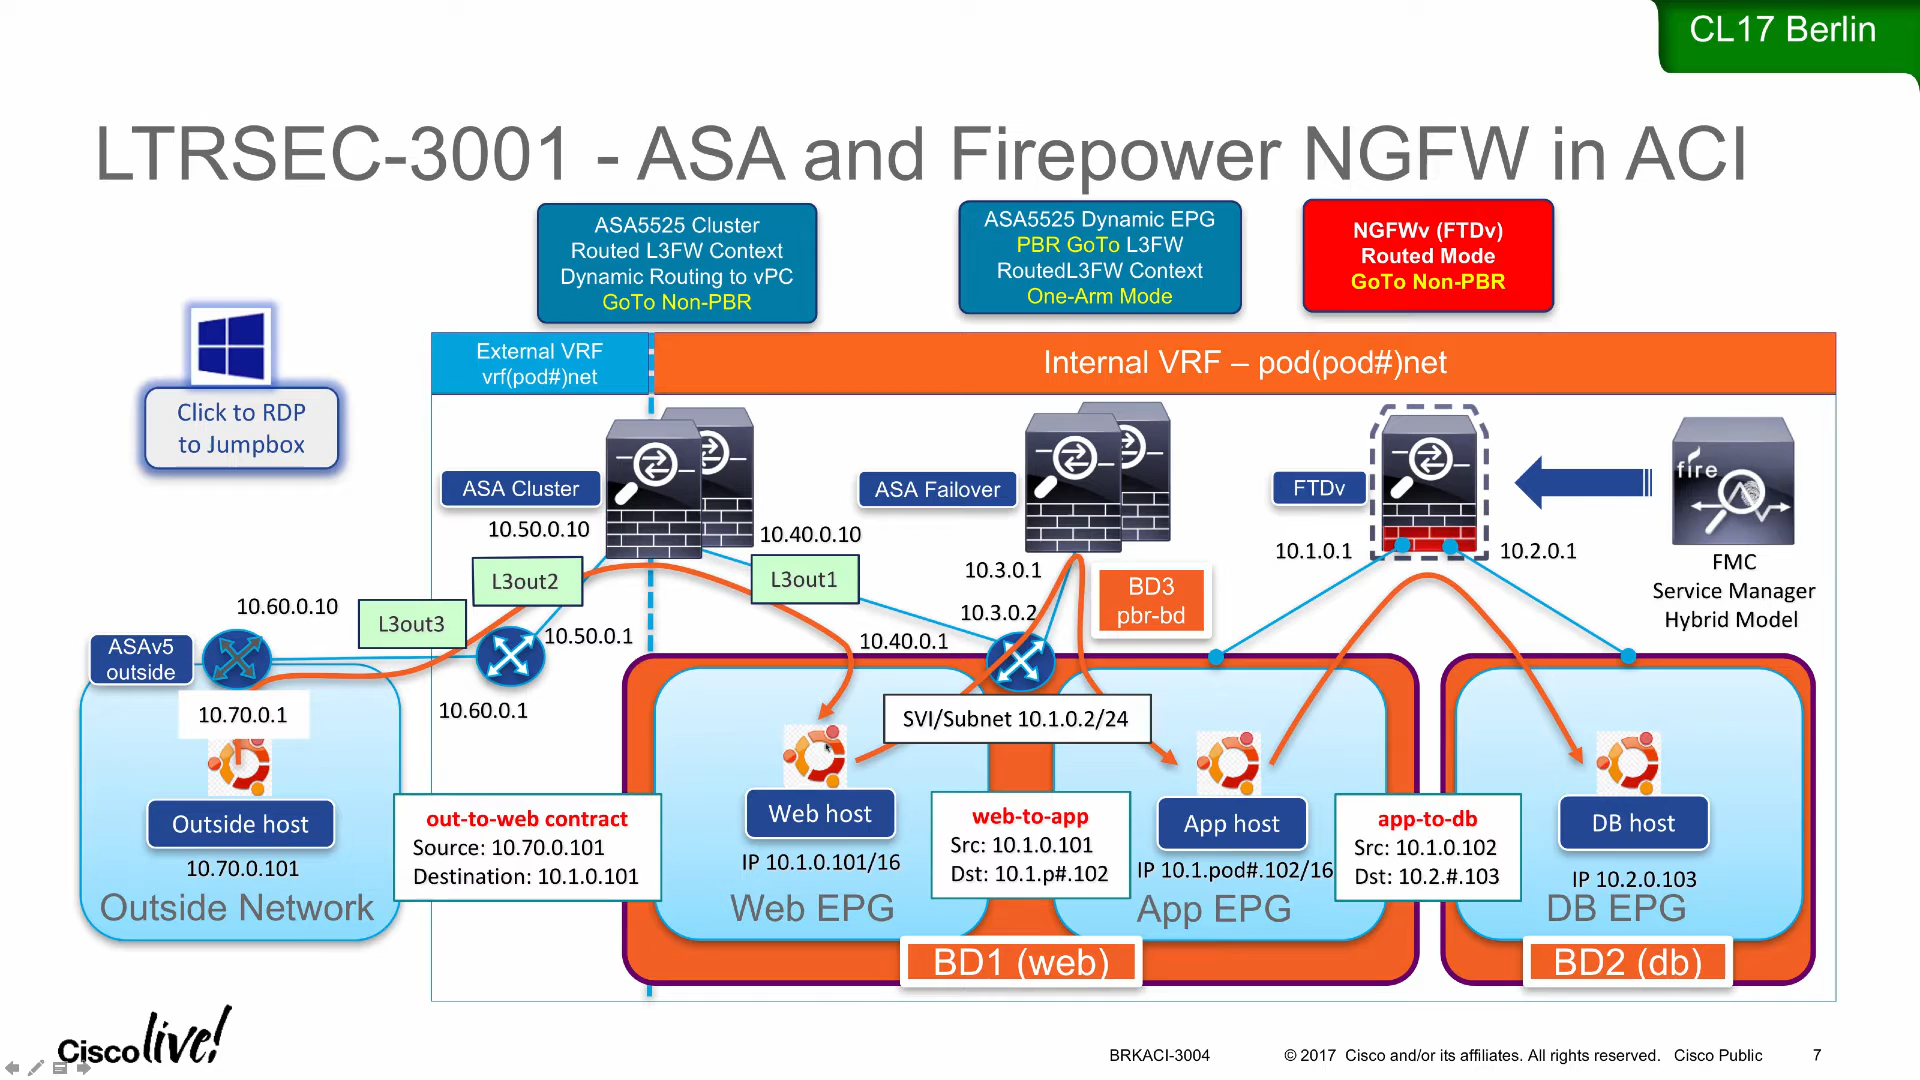 CL17 Berlin
LTRSEC-3001 - ASA and Firepower NGFW in ACI
ASA5525 Cluster
Routed L3FW Context
Dynamic Routing to vPC
GoTo Non-PBR
ASA5525 Dynamic EPG
PBR GoTo L3FW
RoutedL3FW Context
One-Arm Mode
NGFWv (FTDv)
Routed Mode
GoTo Non-PBR
External VRF
vrf(pod#)net
Internal VRF – pod(pod#)net
Click to RDP
to Jumpbox
ASA Cluster
ASA Failover
FTDv
fire
10.50.0.10
10.40.0.10
10.3.0.1
10.1.0.1
10.2.0.1
FMC
Service Manager
Hybrid Model
L3out2
L3out1
BD3
pbr-bd
10.60.0.10
L3out3
10.50.0.1
10.3.0.2
10.40.0.1
ASAv5
outside
10.70.0.1
10.60.0.1
SVI/Subnet 10.1.0.2/24
Outside host
10.70.0.101
Outside Network
out-to-web contract
Source: 10.70.0.101
Destination: 10.1.0.101
Web host
IP 10.1.0.101/16
Web EPG
web-to-app
Src: 10.1.0.101
Dst: 10.1.p#.102
App host
IP 10.1.pod#.102/16
App EPG
app-to-db
Src: 10.1.0.102
Dst: 10.2.#.103
DB host
IP 10.2.0.103
DB EPG
BD1 (web)
BD2 (db)
Cisco live!
BRKACI-3004
© 2017 Cisco and/or its affiliates. All rights reserved. Cisco Public
7